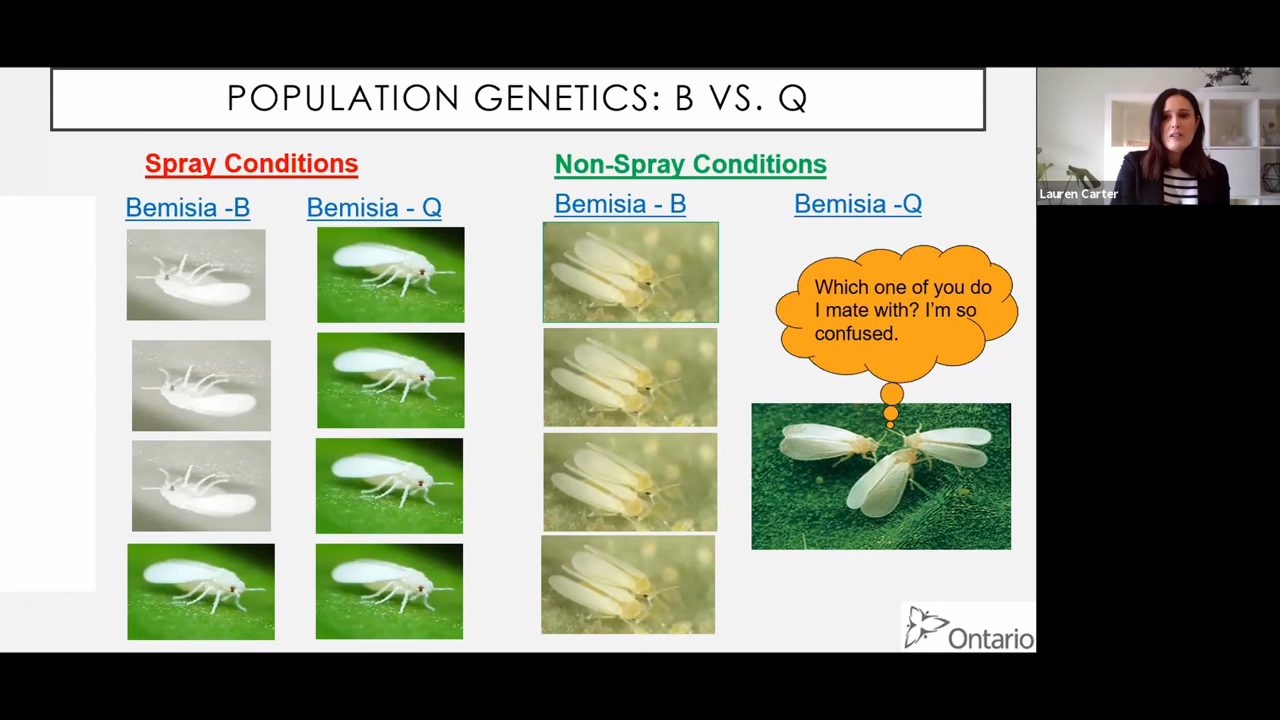 POPULATION GENETICS: B VS. Q
Spray Conditions
Non-Spray Conditions
Bemisia -B
Bemisia - Q
Bemisia - B
Bemisia -Q
Which one of you do
I mate with? I'm so
confused.
Lauren Carter
Ontario